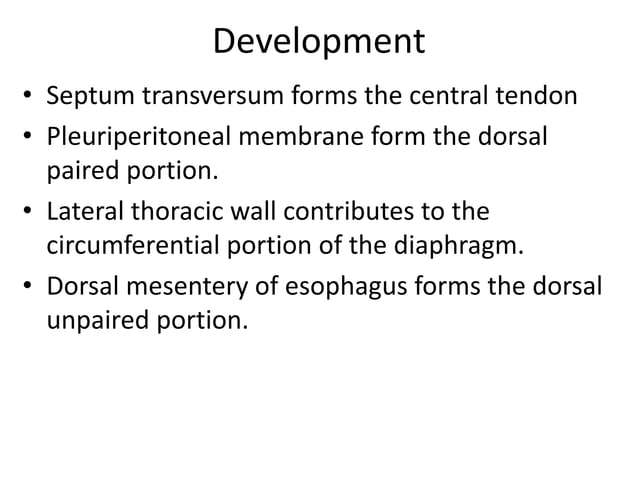 Development
• Septum transversum forms the central tendon
• Pleuriperitoneal membrane form the dorsal
paired portion.
• Lateral thoracic wall contributes to the
circumferential portion of the diaphragm.
• Dorsal mesentery of esophagus forms the dorsal
unpaired portion.